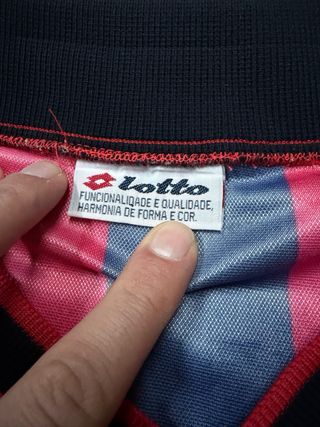 lotto
FUNCIONALIDADE E QUALIDADE,
HARMONIA DE FORMA E COR.